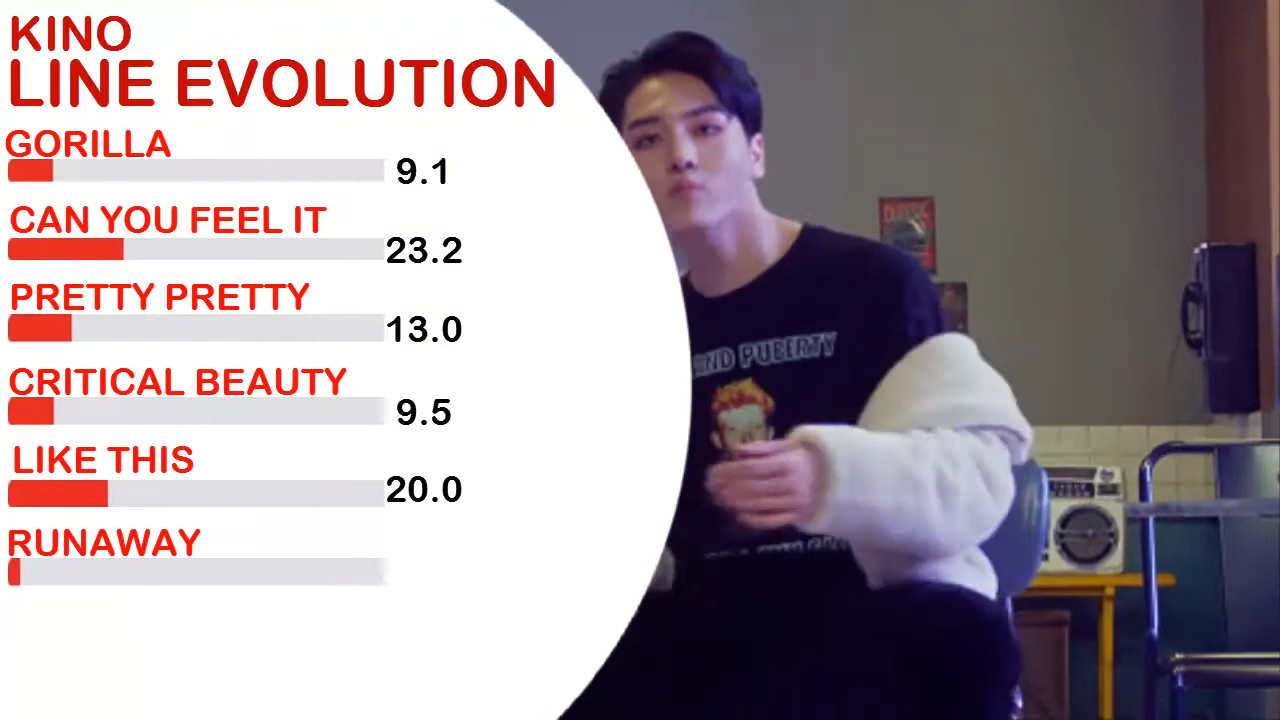 KINO
LINE EVOLUTION
GORILLA
9.1
CAN YOU FEEL IT
23.2
PRETTY PRETTY
13.0
CRITICAL BEAUTY
9.5
LIKE THIS
20.0
RUNAWAY
PUBERTY